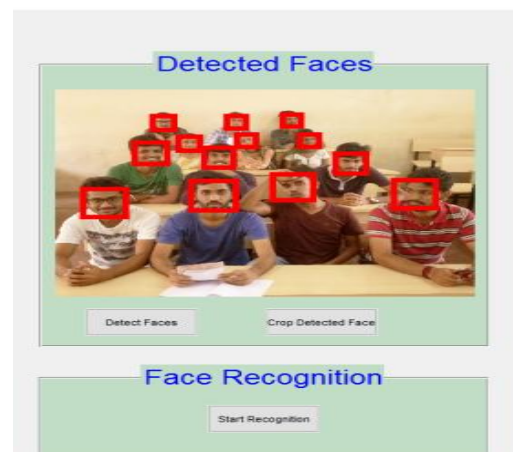 Detected Faces
Detect Faces
Crop Detected Face
Face Recognition
Start Recognition